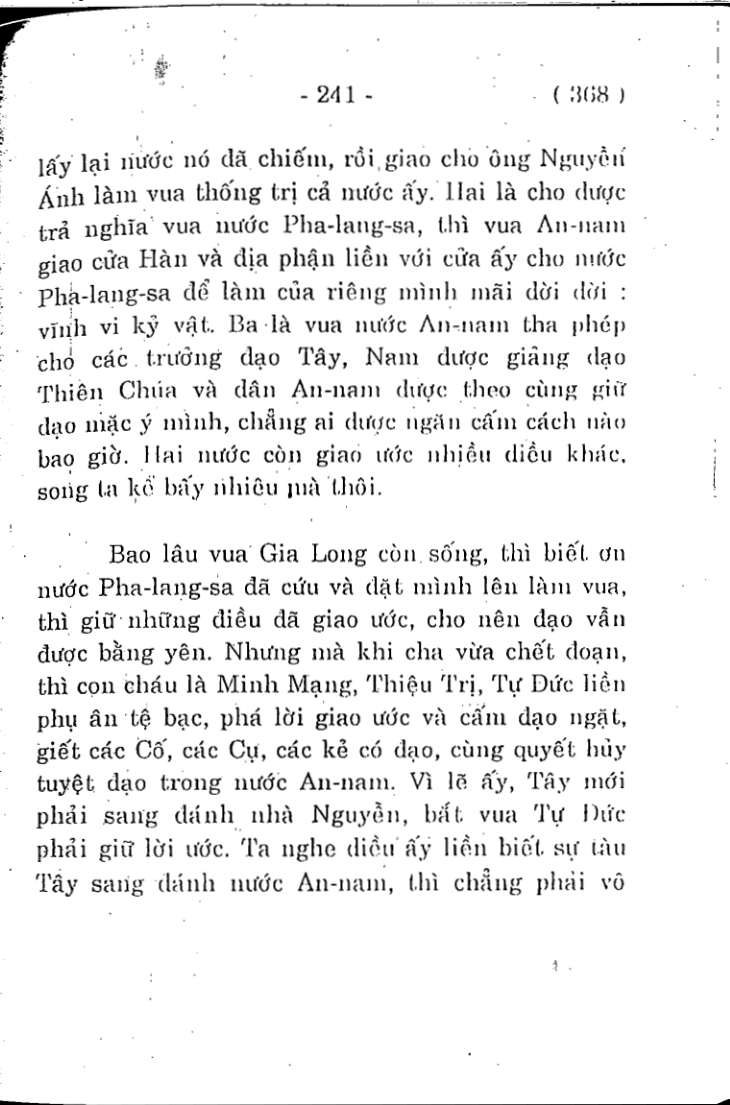 - 241 - ( 368 )
lấy lại nước nó đã chiếm, rồi giao cho ông Nguyễn
Ánh làm vua thống trị cả nước ấy. Hai là cho được
trả nghĩa vua nước Pha-lang-sa, thì vua An-nam
giao cửa Hàn và địa phận liền với cửa ấy cho nước
Pha-lang-sa để làm của riêng mình mãi đời đời :
vĩnh vi kỷ vật. Ba là vua nước An-nam tha phép
cho các trưởng đạo Tây, Nam được giảng đạo
Thiên Chúa và dân An-nam được theo cùng giữ
đạo mặc ý mình, chẳng ai được ngăn cấm cách nào
bao giờ. Hai nước còn giao ước nhiều điều khác,
song ta kể bấy nhiêu mà thôi.
Bao lâu vua Gia Long còn sống, thì biết ơn
nước Pha-lang-sa đã cứu và đặt mình lên làm vua,
thì giữ những điều đã giao ước, cho nên đạo vẫn
được bằng yên. Nhưng mà khi cha vừa chết đoạn,
thì con cháu là Minh Mạng, Thiệu Trị, Tự Đức liền
phụ ân tệ bạc, phá lời giao ước và cấm đạo ngặt,
giết các Cố, các Cụ, các kẻ có đạo, cùng quyết hủy
tuyệt đạo trong nước An-nam. Vì lẽ ấy, Tây mới
phải sang đánh nhà Nguyễn, bắt vua Tự Đức
phải giữ lời ước. Ta nghe điều ấy liền biết sự tàu
Tây sang đánh nước An-nam, thì chẳng phải vô